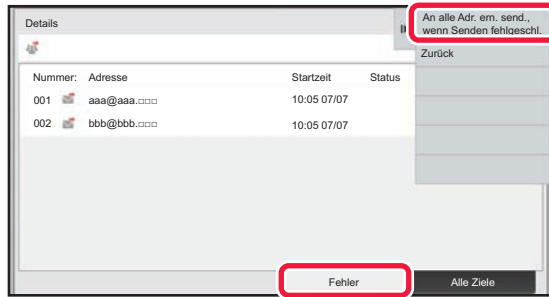 Details
An alle Adr. ern. send.,
wenn Senden fehlgeschl.
Zurück
Nummer: Adresse Startzeit Status
001 aaa@aaa.□□□ 10:05 07/07
002 bbb@bbb.□□□ 10:05 07/07
Fehler Alle Ziele